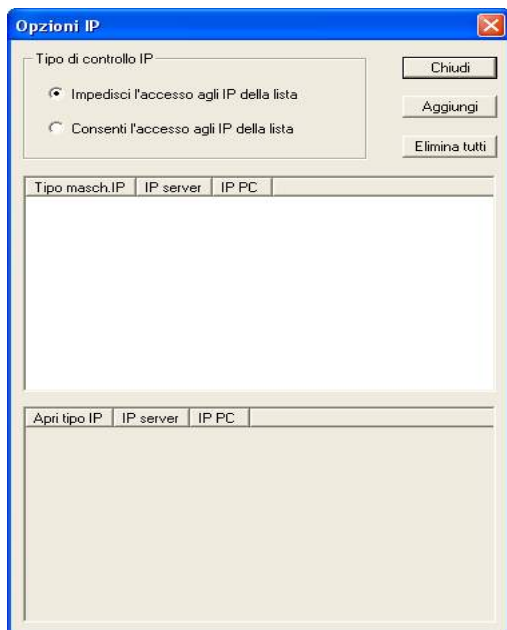 Opzioni IP
Tipo di controllo IP
Impedisci l'accesso agli IP della lista
Consenti l'accesso agli IP della lista
Chiudi
Aggiungi
Elimina tutti
Tipo masch.IP IP server IP PC
Apri tipo IP IP server IP PC